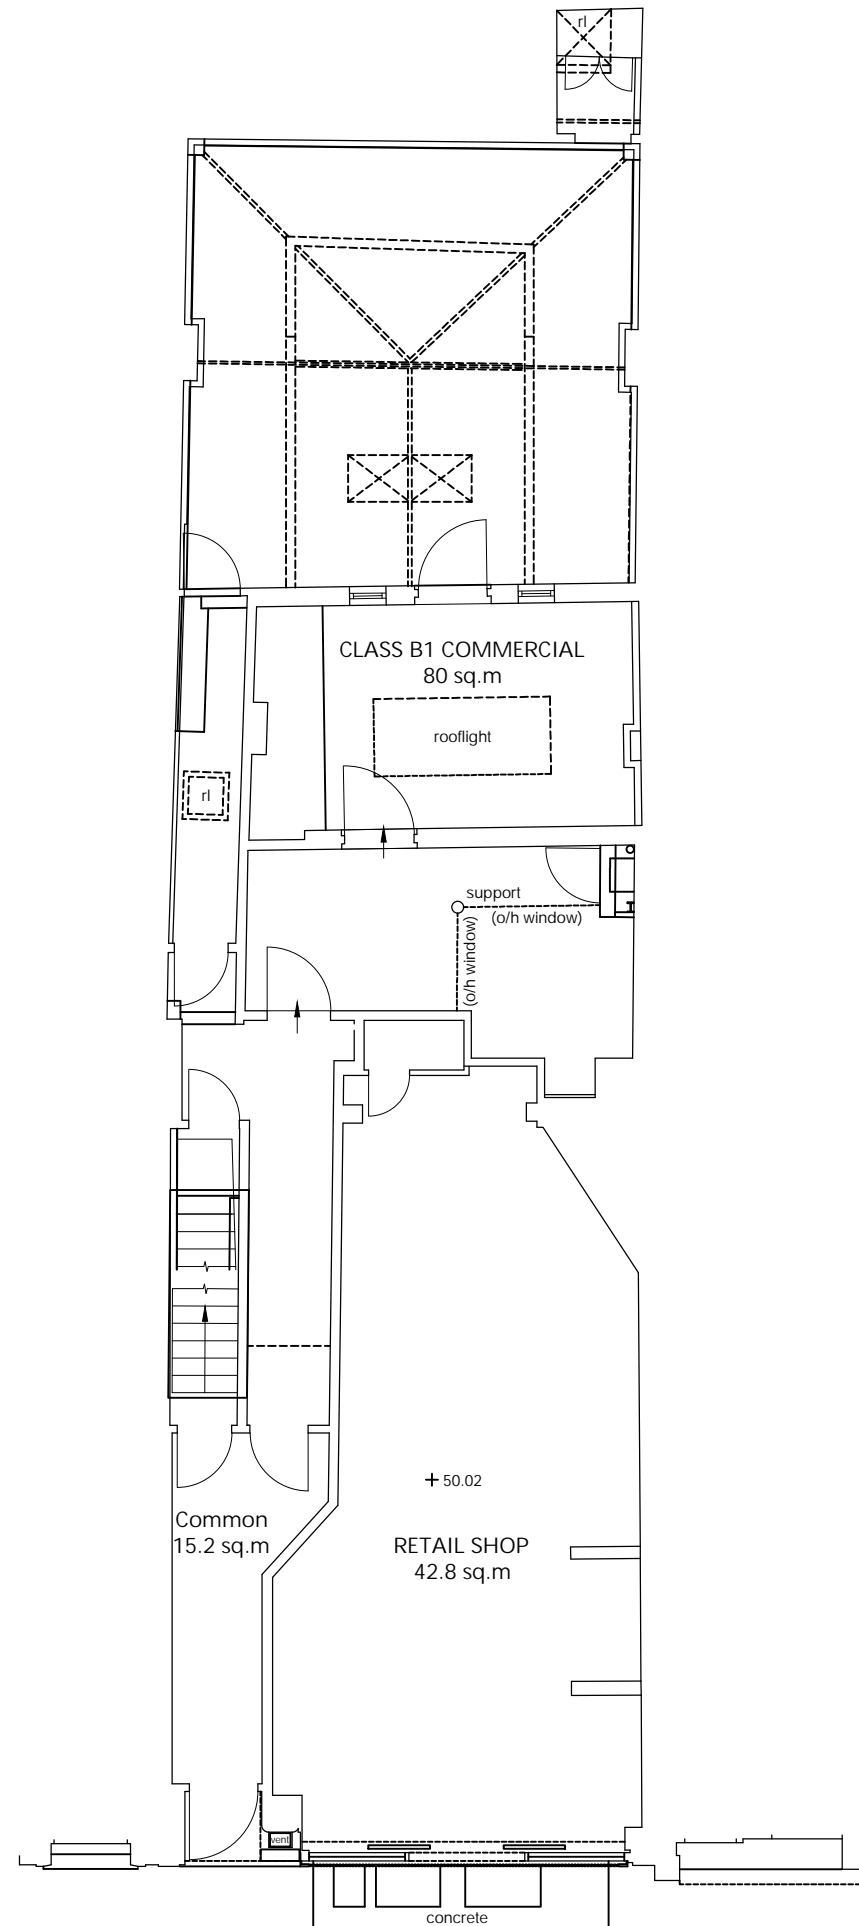 rl
CLASS B1 COMMERCIAL
80 sq.m
rooflight
rl
support
(o/h window)
(o/h window)
50.02
Common
15.2 sq.m
RETAIL SHOP
42.8 sq.m
vent
concrete